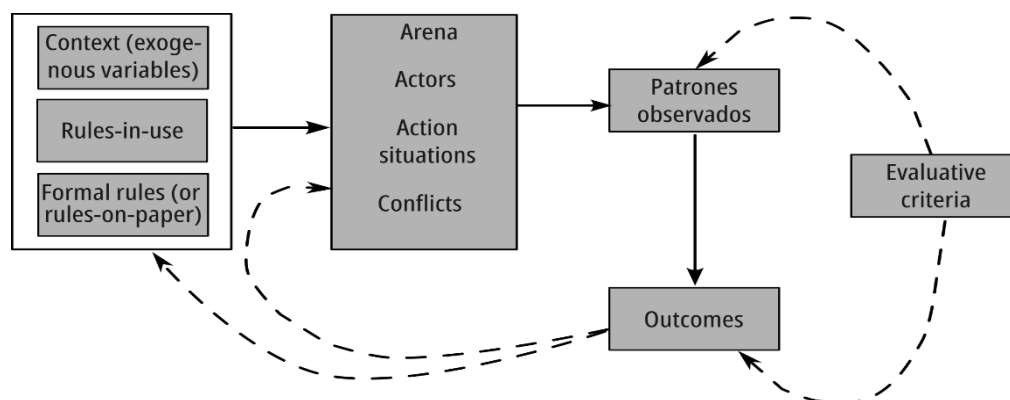 Context (exoge-
nous variables)
Rules-in-use
Formal rules (or
rules-on-paper)
Arena
Actors
Action
situations
Conflicts
Patrones
observados
Outcomes
Evaluative
criteria